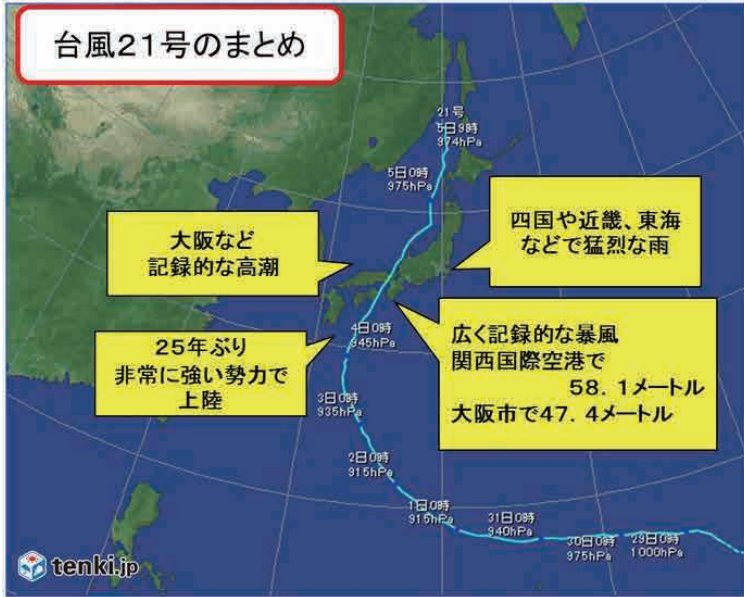 台風21号のまとめ
21号
5日9時
974hPa
5日0時
975hPa
四国や近畿、東海
などで猛烈な雨
大阪など
記録的な高潮
4日0時
945hPa
広く記録的な暴風
関西国際空港で
58.1メートル
大阪市で47.4メートル
25年ぶり
非常に強い勢力で
上陸
3日0時
935hPa
2日0時
915hPa
1日0時
915hPa
31日0時
940hPa
30日0時
975hPa
29日0時
1000hPa
tenki.jp